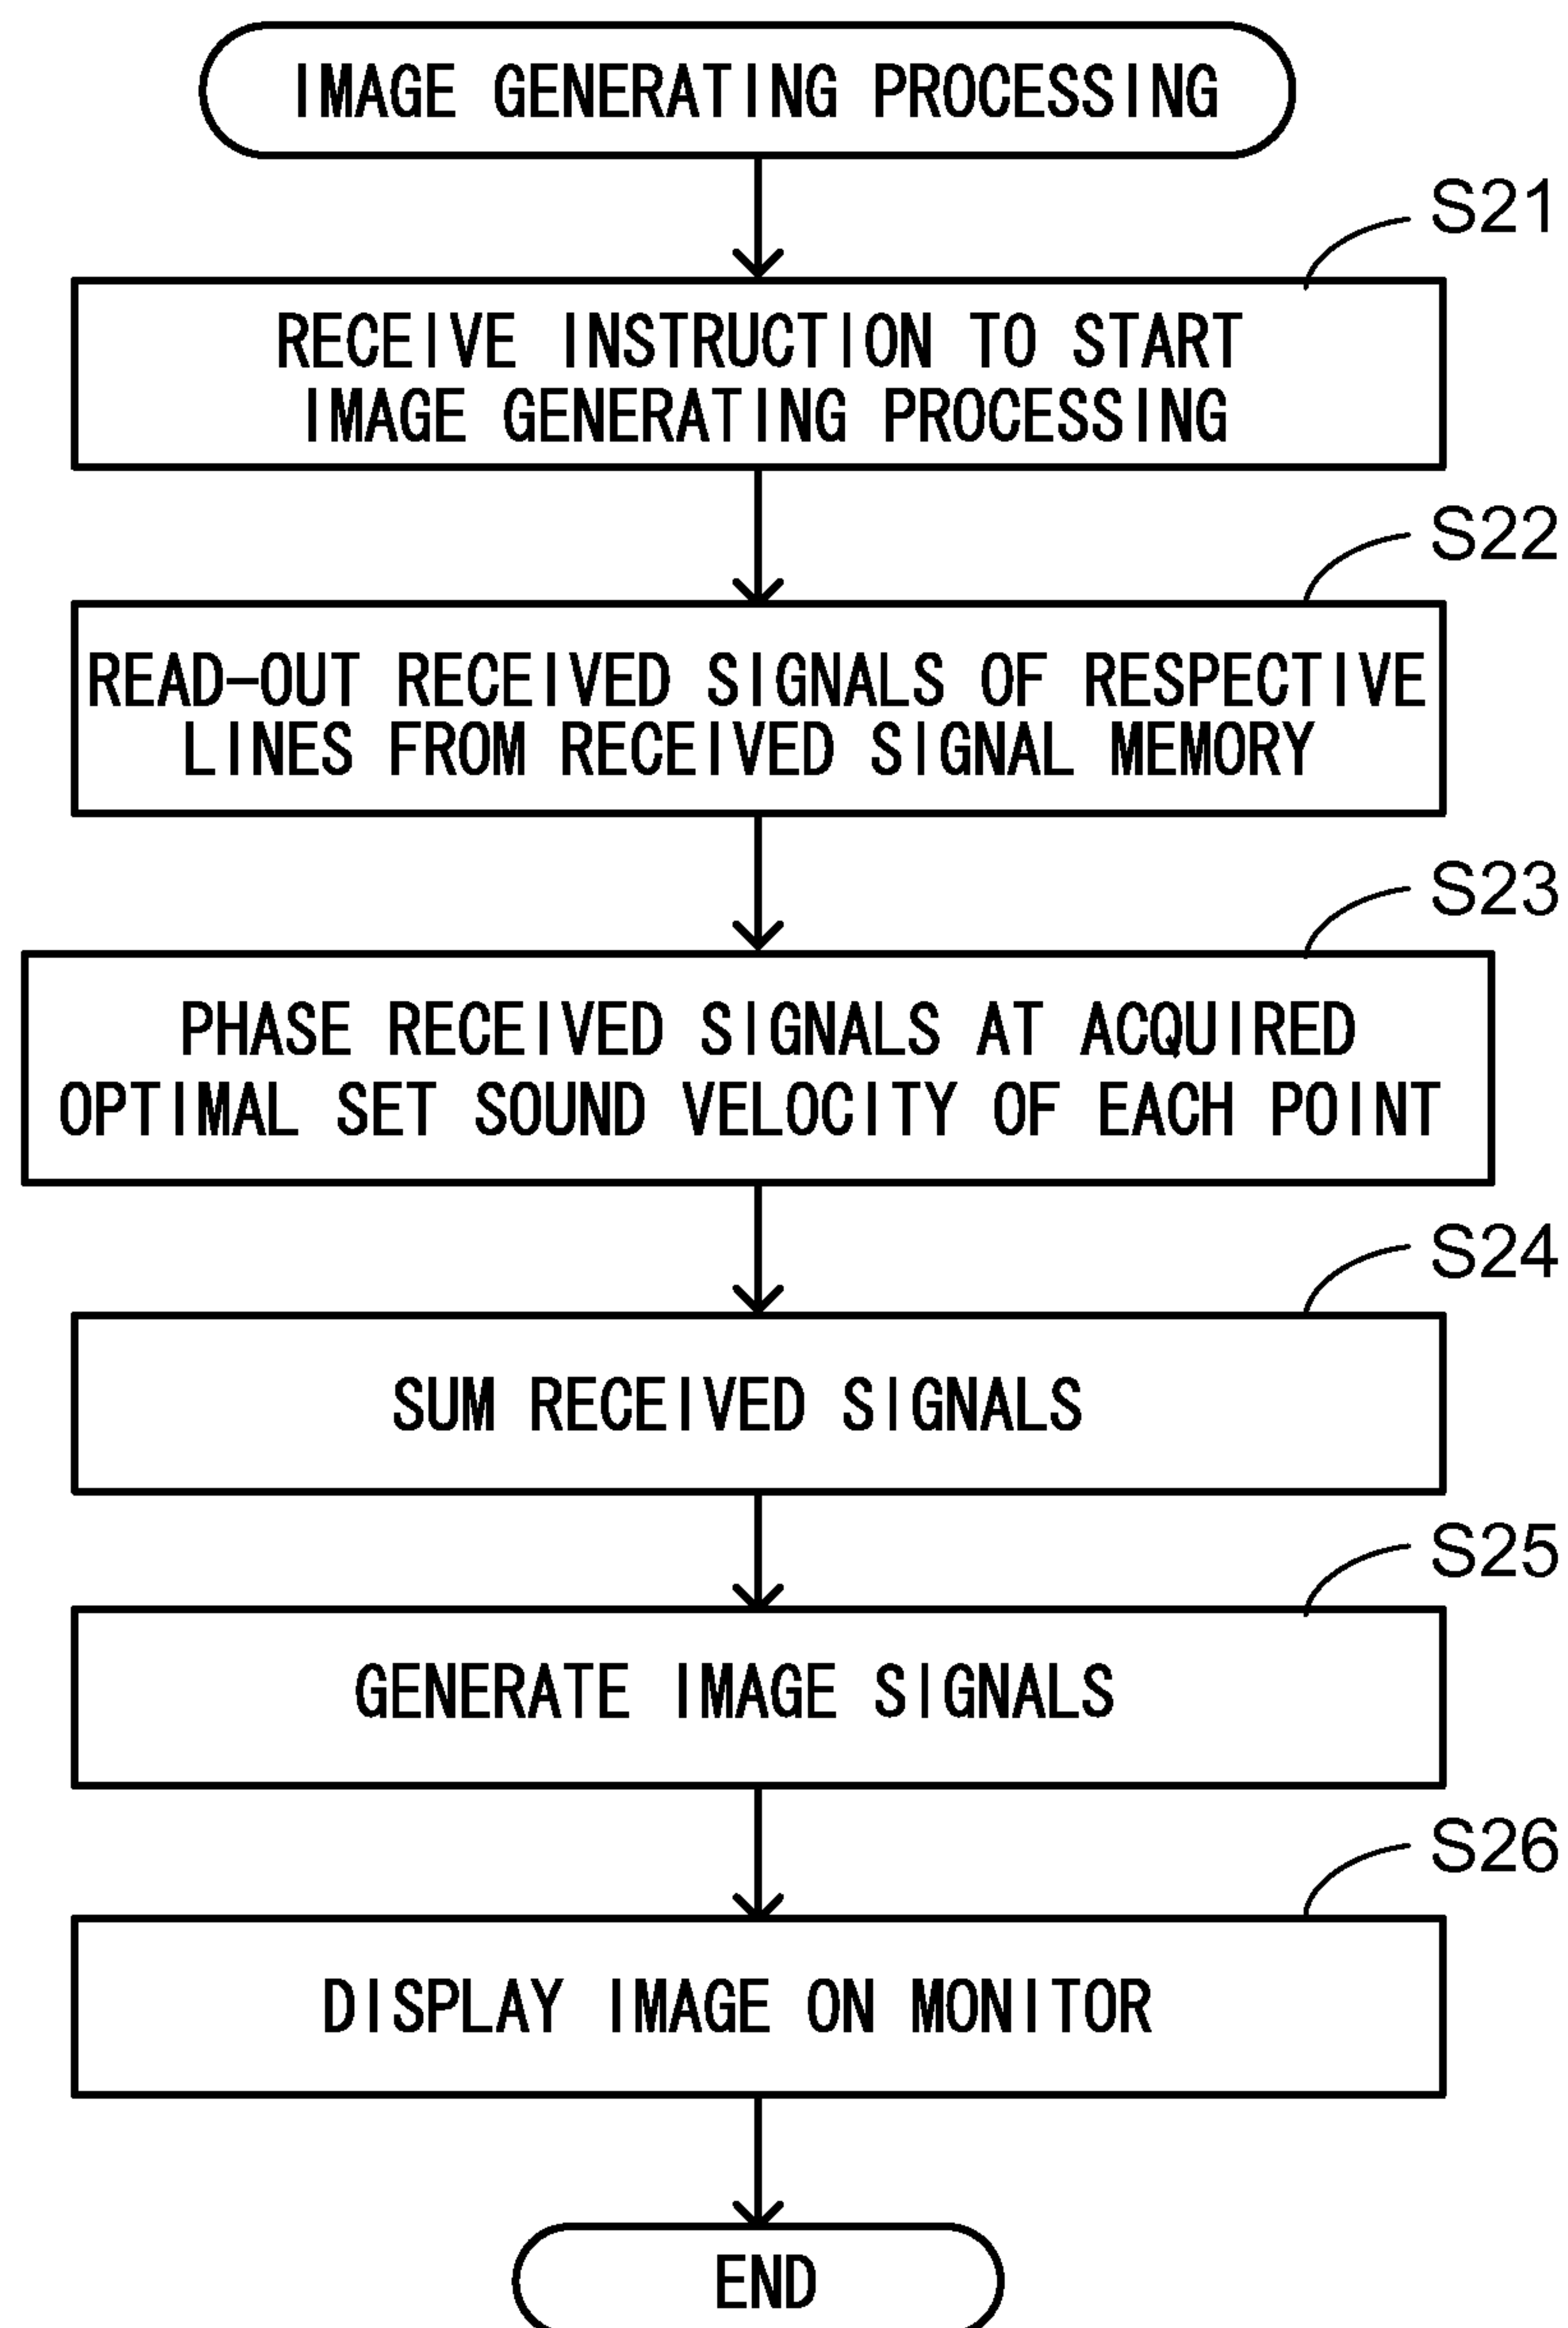 IMAGE GENERATING PROCESSING
S21
RECEIVE INSTRUCTION TO START
IMAGE GENERATING PROCESSING
S22
READ-OUT RECEIVED SIGNALS OF RESPECTIVE
LINES FROM RECEIVED SIGNAL MEMORY
S23
PHASE RECEIVED SIGNALS AT ACQUIRED
OPTIMAL SET SOUND VELOCITY OF EACH POINT
S24
SUM RECEIVED SIGNALS
S25
GENERATE IMAGE SIGNALS
S26
DISPLAY IMAGE ON MONITOR
END